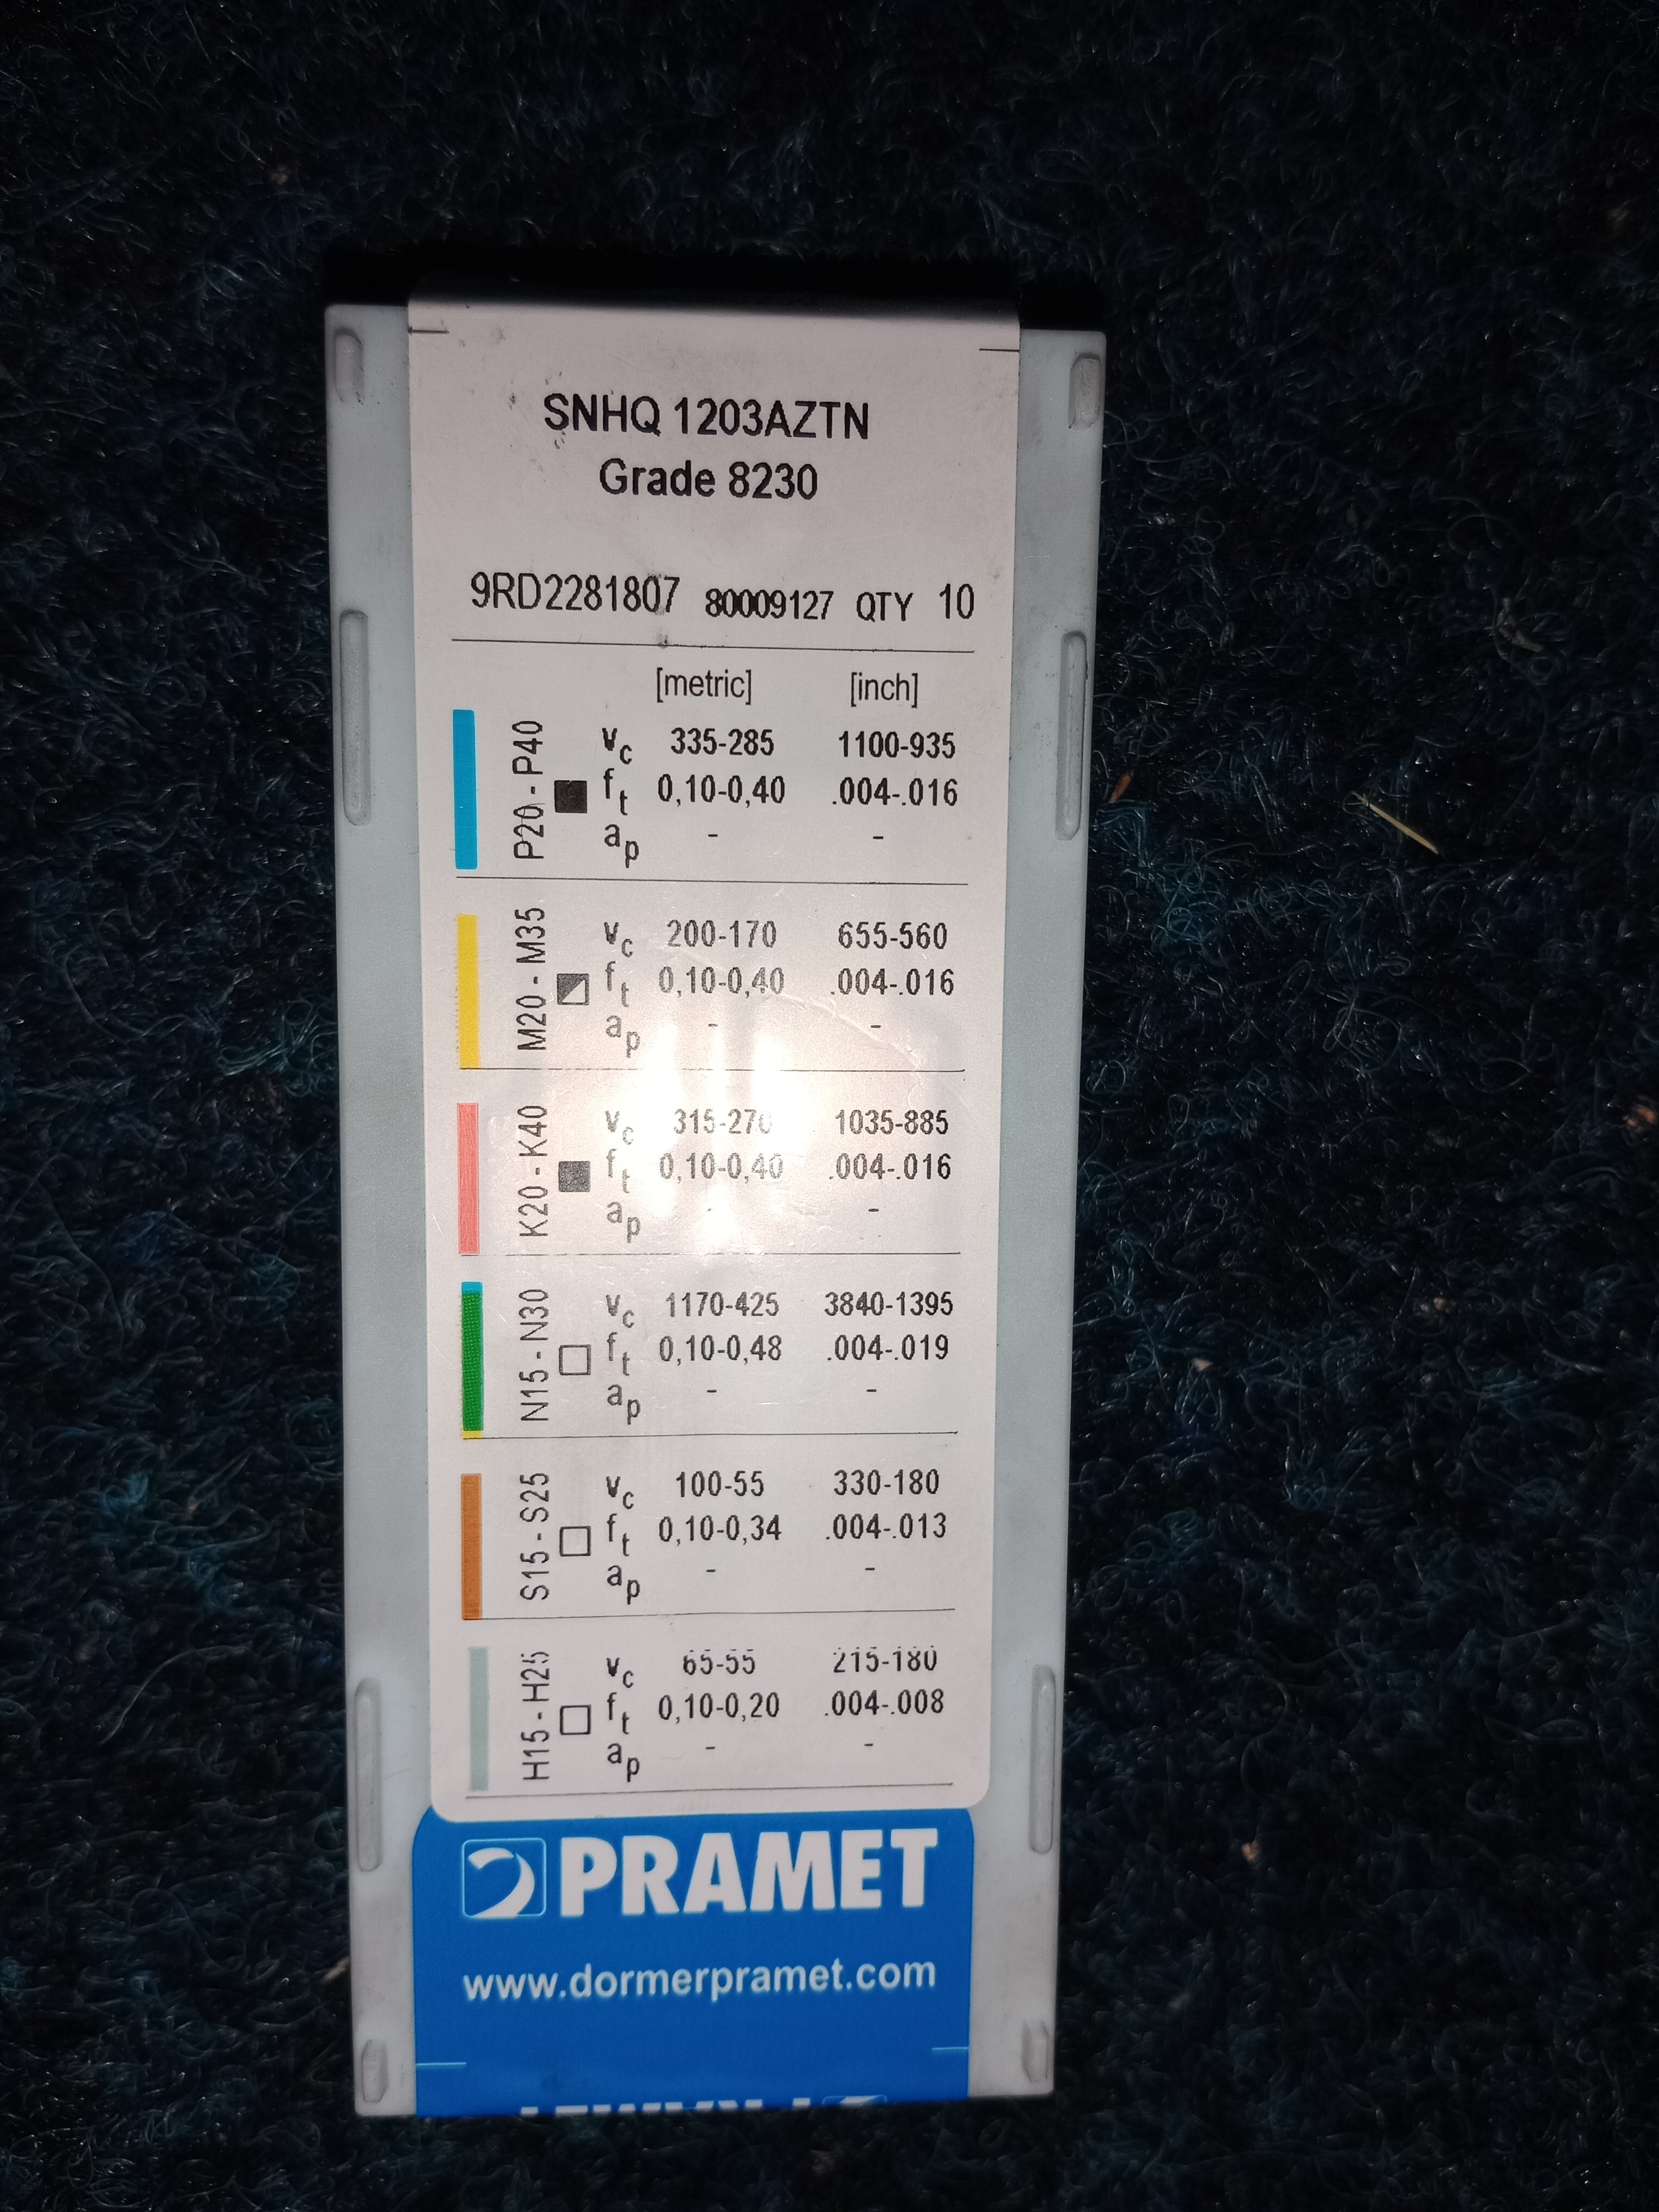 SNHQ 1203AZTN
Grade 8230
9RD2281807 80009127 QTY 10
[metric] [inch]
P20 - P40
vc 335-285 1100-935
ft 0,10-0,40 .004-.016
ap - -
M20 - M35
vc 200-170 655-560
ft 0,10-0,40 .004-.016
ap - -
K20 - K40
vc 315-270 1035-885
ft 0,10-0,40 .004-.016
ap - -
N15 - N30
vc 1170-425 3840-1395
ft 0,10-0,48 .004-.019
ap - -
S15 - S25
vc 100-55 330-180
ft 0,10-0,34 .004-.013
ap - -
H15 - H25
vc 65-55 215-180
ft 0,10-0,20 .004-.008
ap - -
PRAMET
www.dormerpramet.com
PRAMET